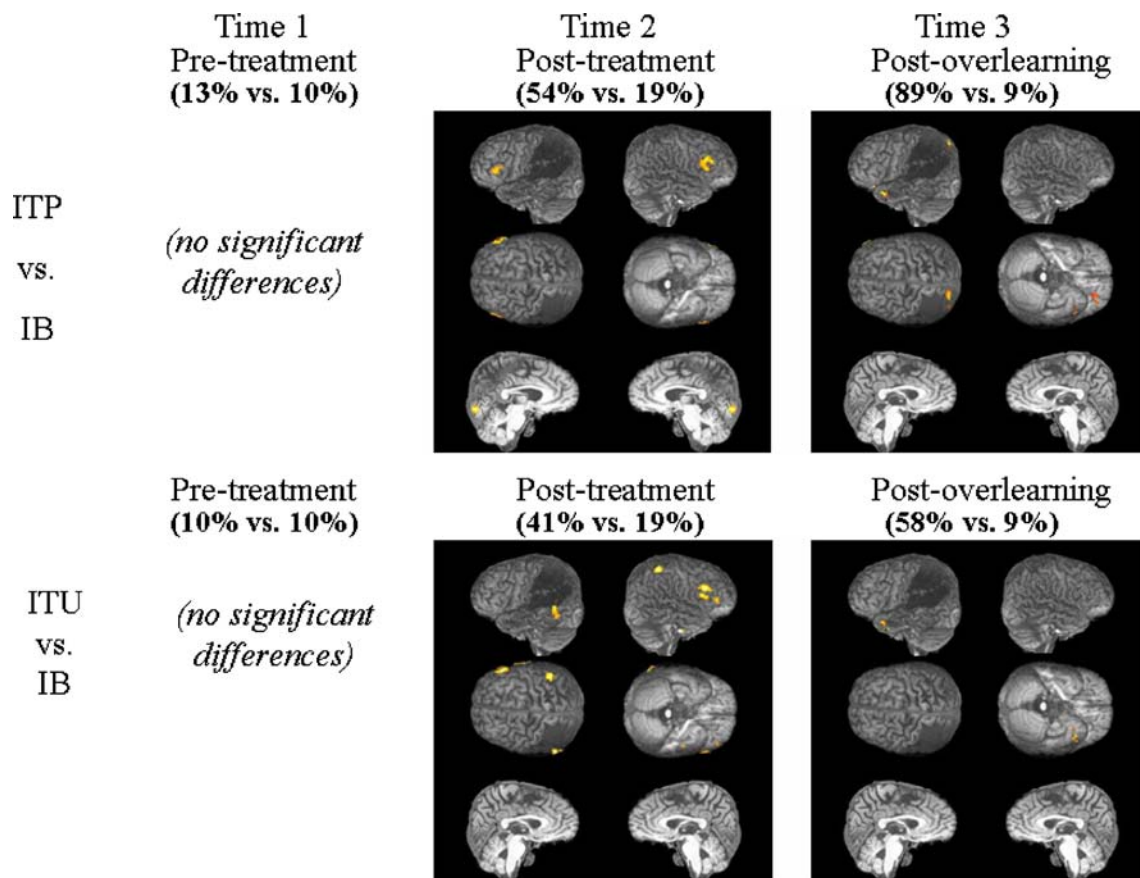 Time 1
Pre-treatment
(13% vs. 10%)
Time 2
Post-treatment
(54% vs. 19%)
Time 3
Post-overlearning
(89% vs. 9%)
ITP
vs.
IB
(no significant
differences)
Pre-treatment
(10% vs. 10%)
Post-treatment
(41% vs. 19%)
Post-overlearning
(58% vs. 9%)
ITU
vs.
IB
(no significant
differences)